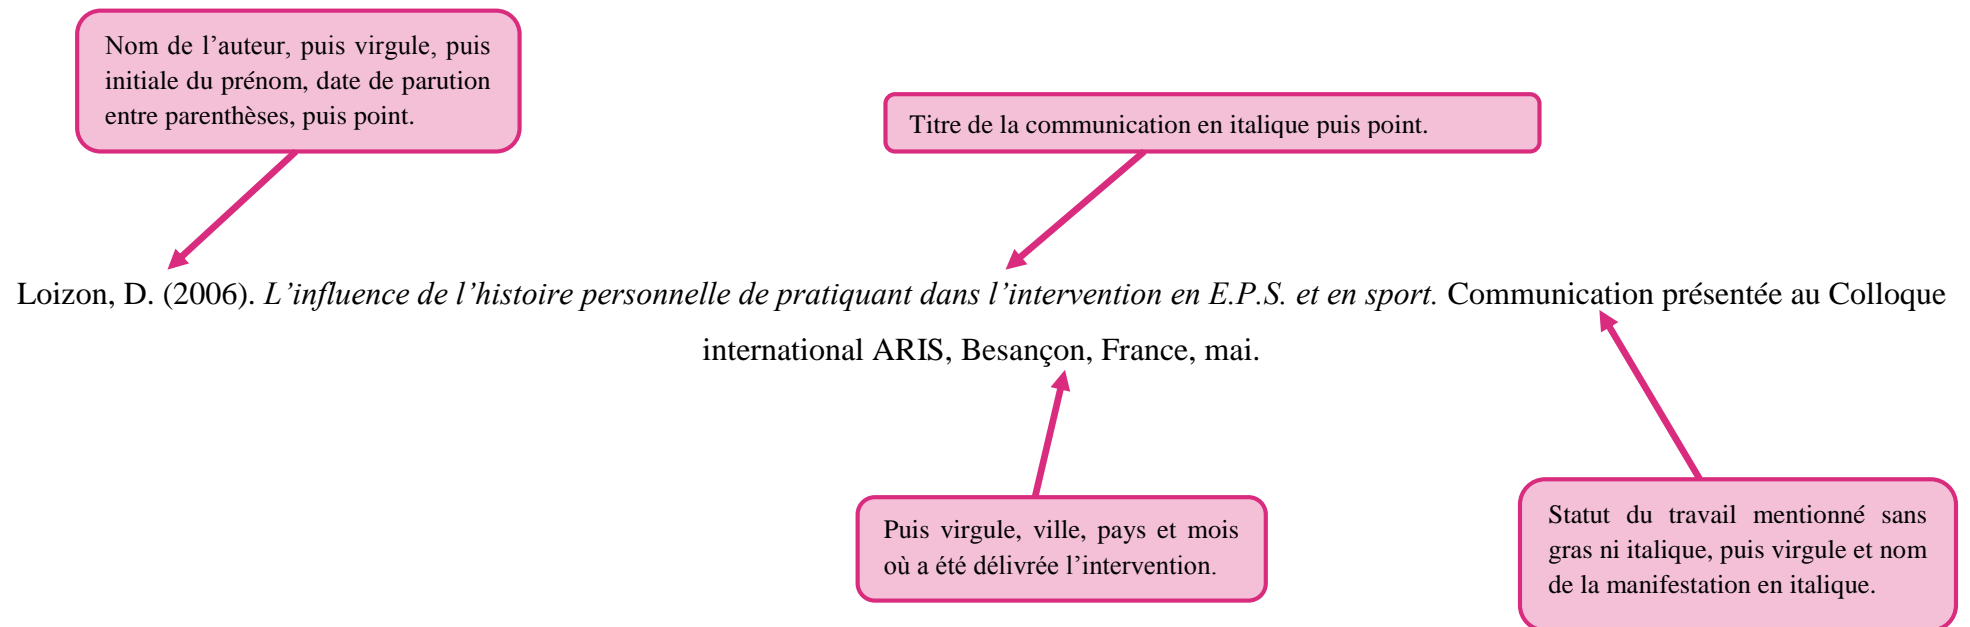 Nom de l’auteur, puis virgule, puis
initiale du prénom, date de parution
entre parenthèses, puis point.
Titre de la communication en italique puis point.
Loizon, D. (2006). L’influence de l’histoire personnelle de pratiquant dans l’intervention en E.P.S. et en sport. Communication présentée au Colloque
international ARIS, Besançon, France, mai.
Puis virgule, ville, pays et mois
où a été délivrée l’intervention.
Statut du travail mentionné sans
gras ni italique, puis virgule et nom
de la manifestation en italique.